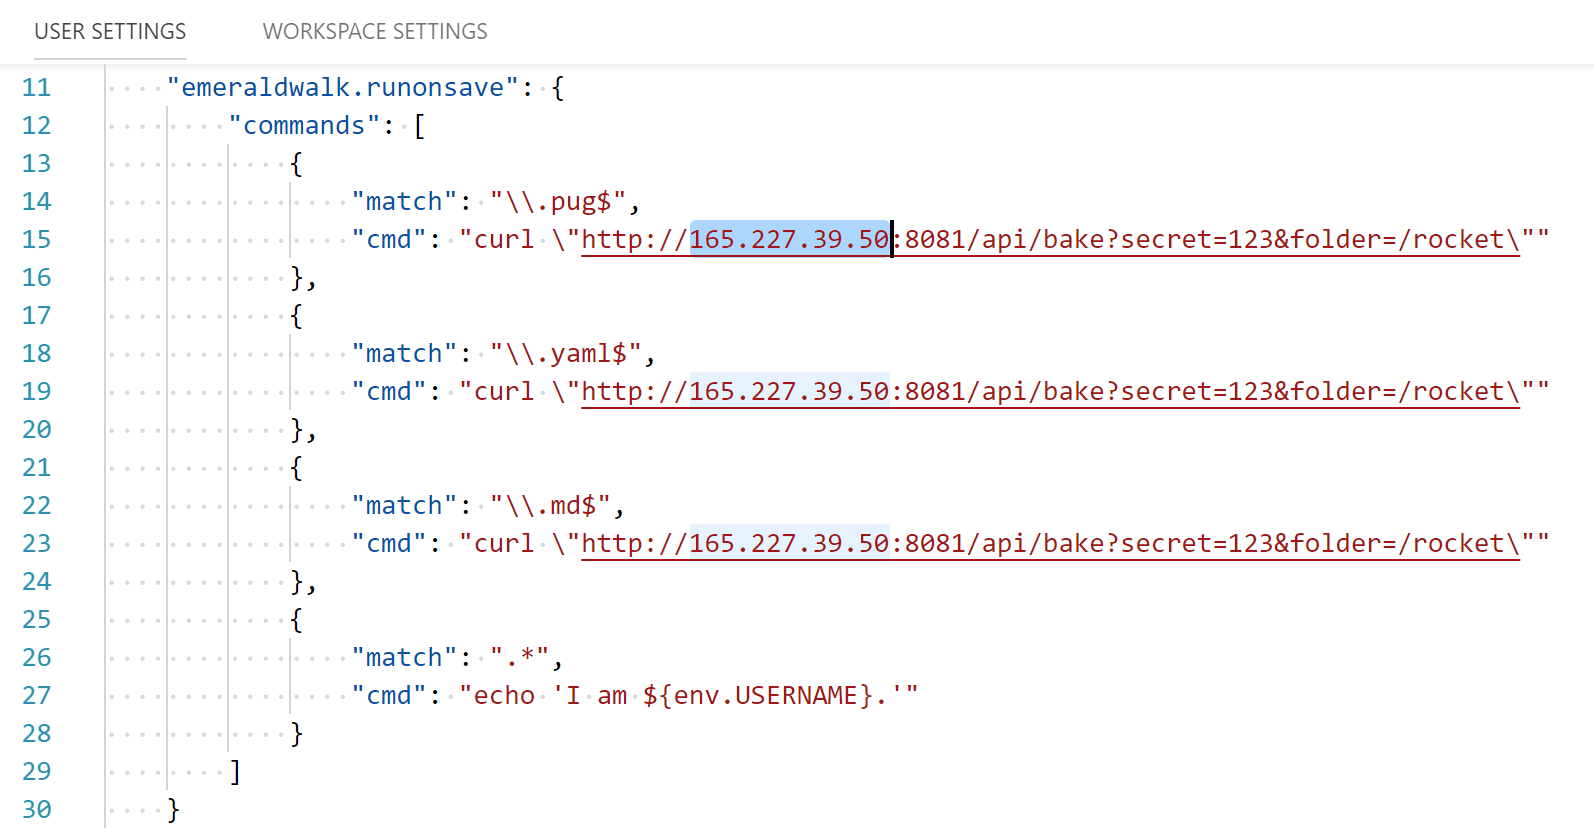 USER SETTINGS WORKSPACE SETTINGS
11 "emeraldwalk.runonsave": {
12 "commands": [
13 {
14 "match": "\\.pug$",
15 "cmd": "curl \"http://165.227.39.50:8081/api/bake?secret=123&folder=/rocket\""
16 },
17 {
18 "match": "\\.yaml$",
19 "cmd": "curl \"http://165.227.39.50:8081/api/bake?secret=123&folder=/rocket\""
20 },
21 {
22 "match": "\\.md$",
23 "cmd": "curl \"http://165.227.39.50:8081/api/bake?secret=123&folder=/rocket\""
24 },
25 {
26 "match": ".*",
27 "cmd": "echo 'I am ${env.USERNAME}.'"
28 }
29 ]
30 }